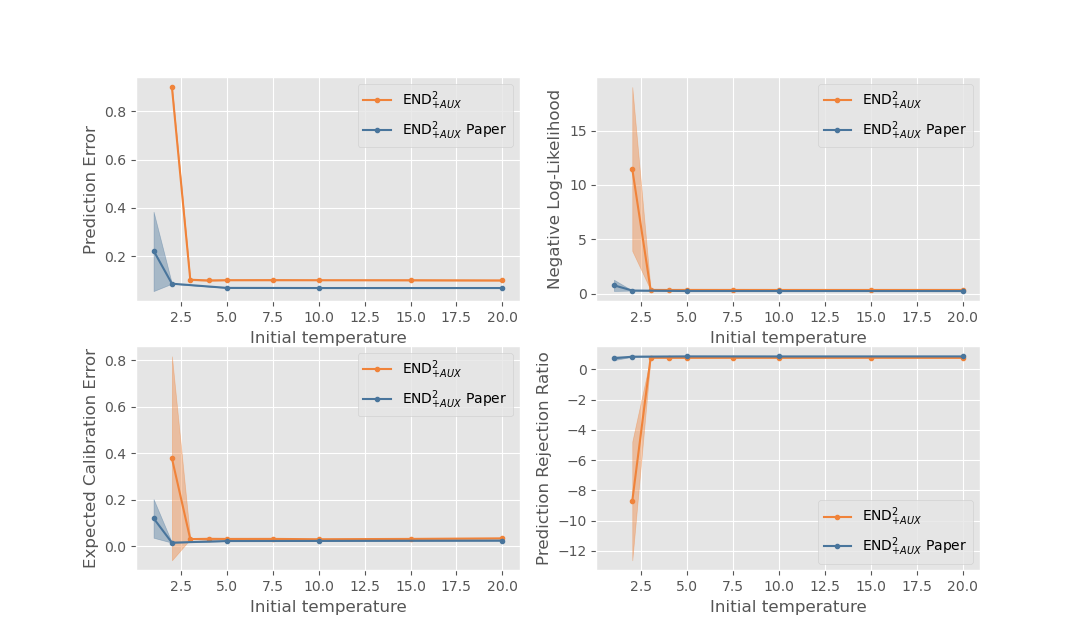 Prediction Error
0.8
0.6
0.4
0.2
2.5 5.0 7.5 10.0 12.5 15.0 17.5 20.0
Initial temperature
END²₊AUX
END²₊AUX Paper
Negative Log-Likelihood
15
10
5
0
2.5 5.0 7.5 10.0 12.5 15.0 17.5 20.0
Initial temperature
END²₊AUX
END²₊AUX Paper
Expected Calibration Error
0.8
0.6
0.4
0.2
0.0
2.5 5.0 7.5 10.0 12.5 15.0 17.5 20.0
Initial temperature
END²₊AUX
END²₊AUX Paper
Prediction Rejection Ratio
0
−2
−4
−6
−8
−10
−12
2.5 5.0 7.5 10.0 12.5 15.0 17.5 20.0
Initial temperature
END²₊AUX
END²₊AUX Paper